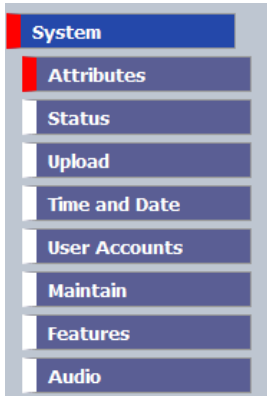 System
Attributes
Status
Upload
Time and Date
User Accounts
Maintain
Features
Audio